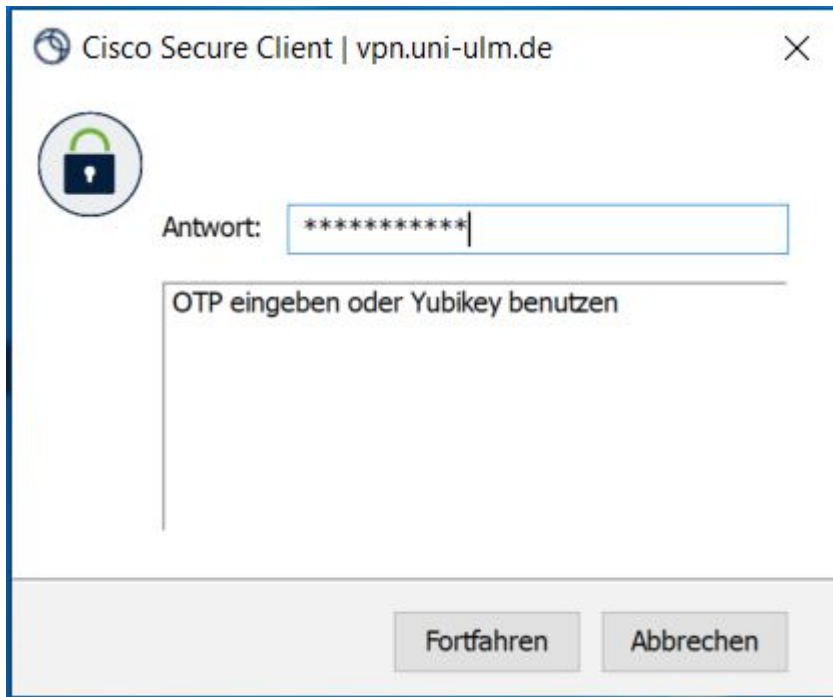 Cisco Secure Client | vpn.uni-ulm.de
Antwort: ***********
OTP eingeben oder Yubikey benutzen
Fortfahren Abbrechen